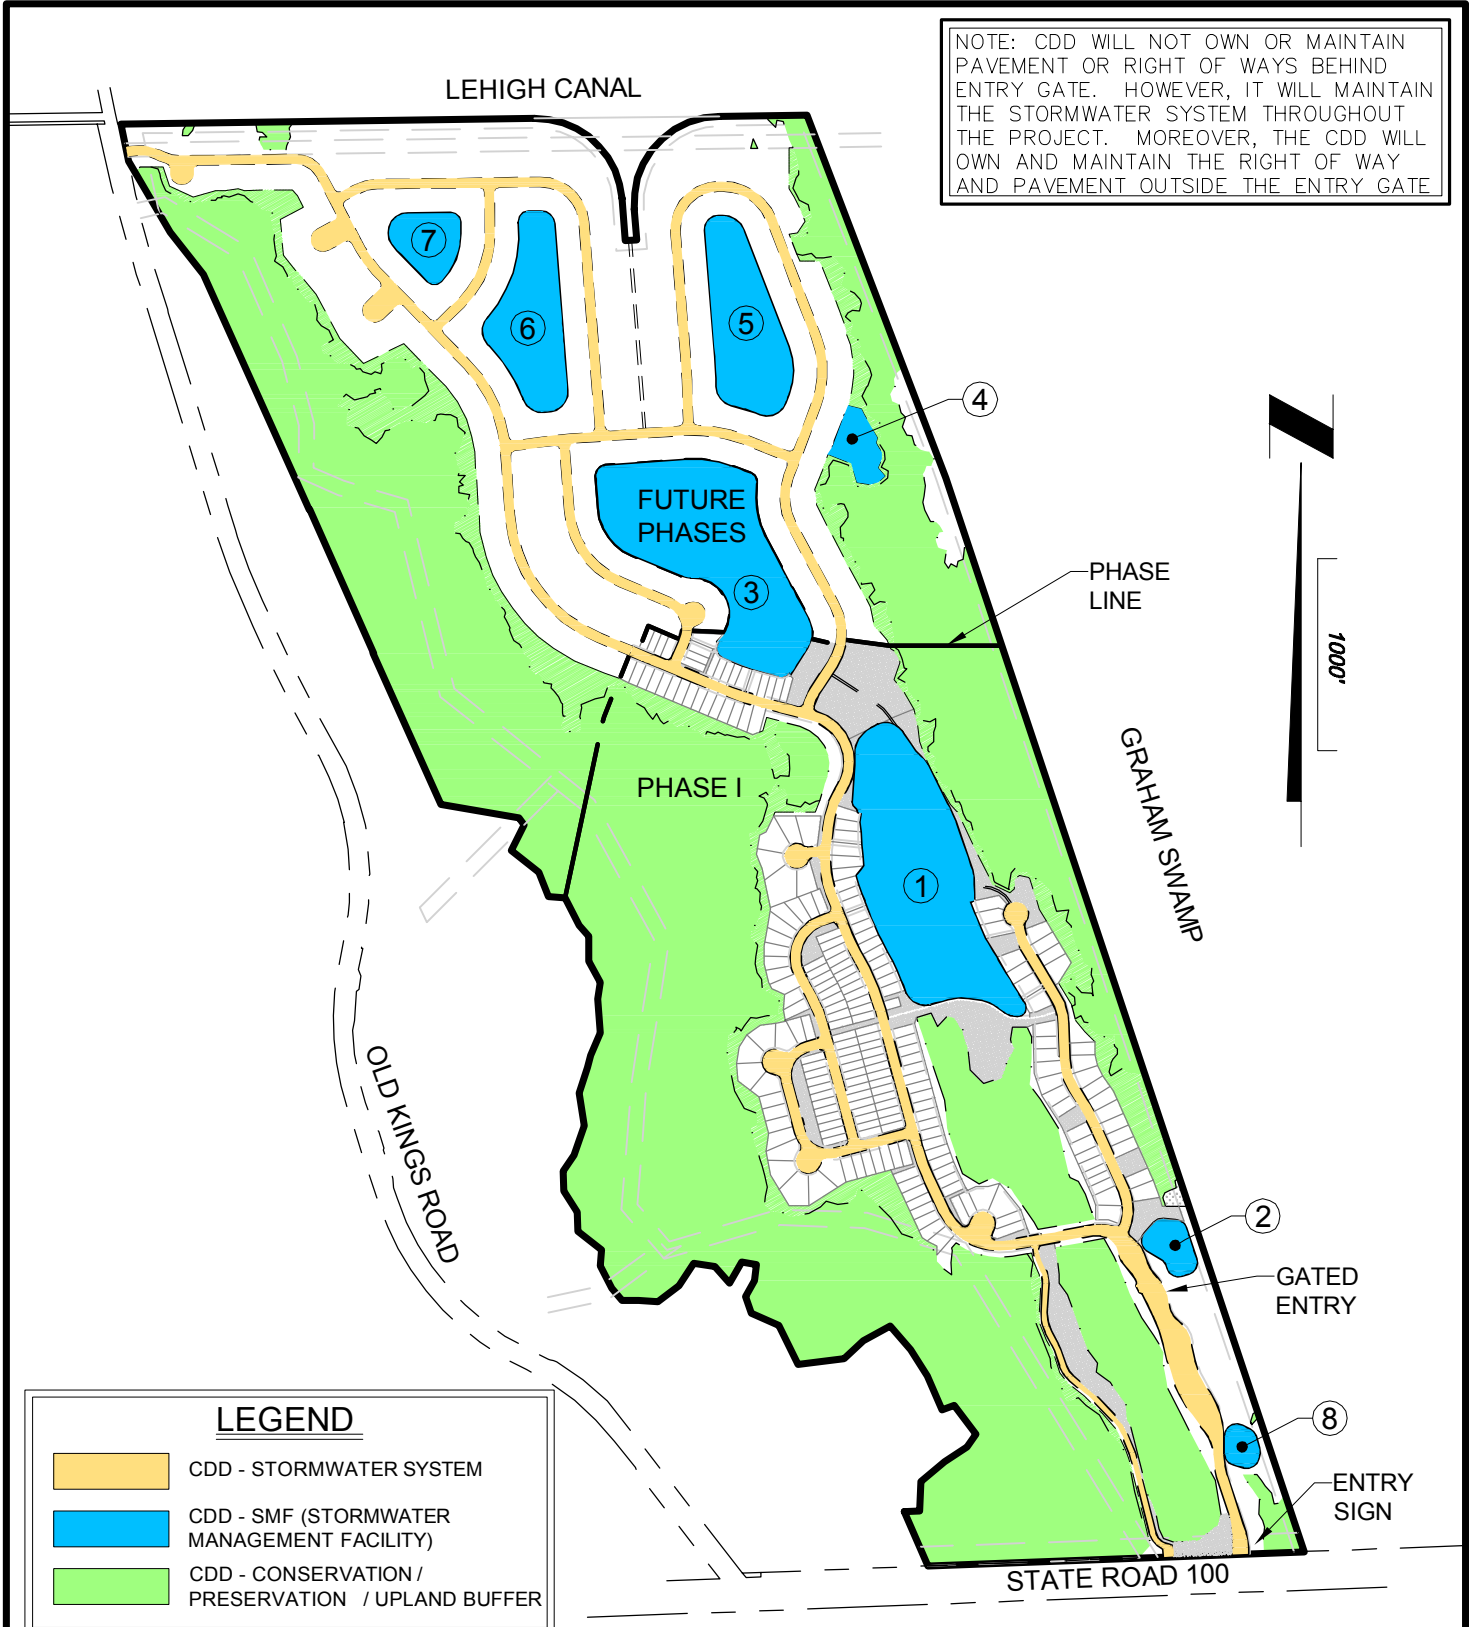 NOTE: CDD WILL NOT OWN OR MAINTAIN
PAVEMENT OR RIGHT OF WAYS BEHIND
ENTRY GATE. HOWEVER, IT WILL MAINTAIN
THE STORMWATER SYSTEM THROUGHOUT
THE PROJECT. MOREOVER, THE CDD WILL
OWN AND MAINTAIN THE RIGHT OF WAY
AND PAVEMENT OUTSIDE THE ENTRY GATE
LEHIGH CANAL
7
6
5
4
FUTURE
PHASES
3
PHASE
LINE
1000'
GRAHAM SWAMP
PHASE I
1
OLD KINGS ROAD
2
GATED
ENTRY
8
ENTRY
SIGN
STATE ROAD 100
LEGEND
CDD - STORMWATER SYSTEM
CDD - SMF (STORMWATER
MANAGEMENT FACILITY)
CDD - CONSERVATION /
PRESERVATION / UPLAND BUFFER